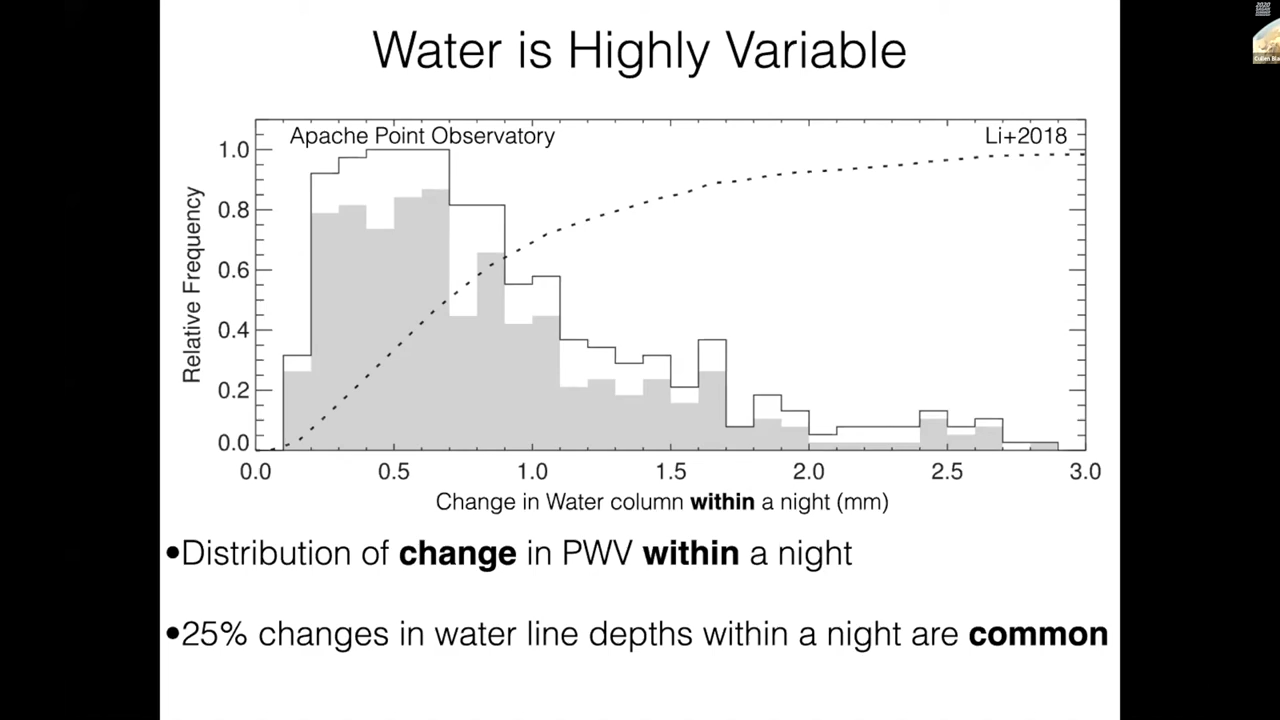 Water is Highly Variable
Apache Point Observatory
Li+2018
1.0
0.8
0.6
0.4
0.2
0.0
Relative Frequency
0.0 0.5 1.0 1.5 2.0 2.5 3.0
Change in Water column within a night (mm)
•Distribution of change in PWV within a night
•25% changes in water line depths within a night are common